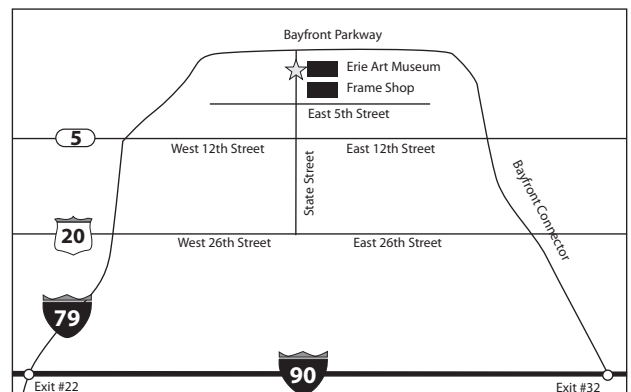 Bayfront Parkway
Erie Art Museum
Frame Shop
East 5th Street
5
West 12th Street
East 12th Street
State Street
Bayfront Connector
20
West 26th Street
East 26th Street
79
90
Exit #22
Exit #32